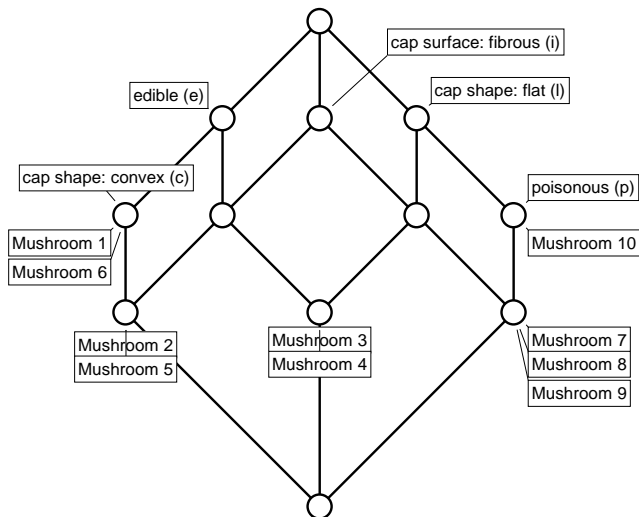 cap surface: fibrous (i)
edible (e)
cap shape: flat (l)
cap shape: convex (c)
poisonous (p)
Mushroom 1
Mushroom 10
Mushroom 6
Mushroom 2
Mushroom 3
Mushroom 7
Mushroom 5
Mushroom 4
Mushroom 8
Mushroom 9